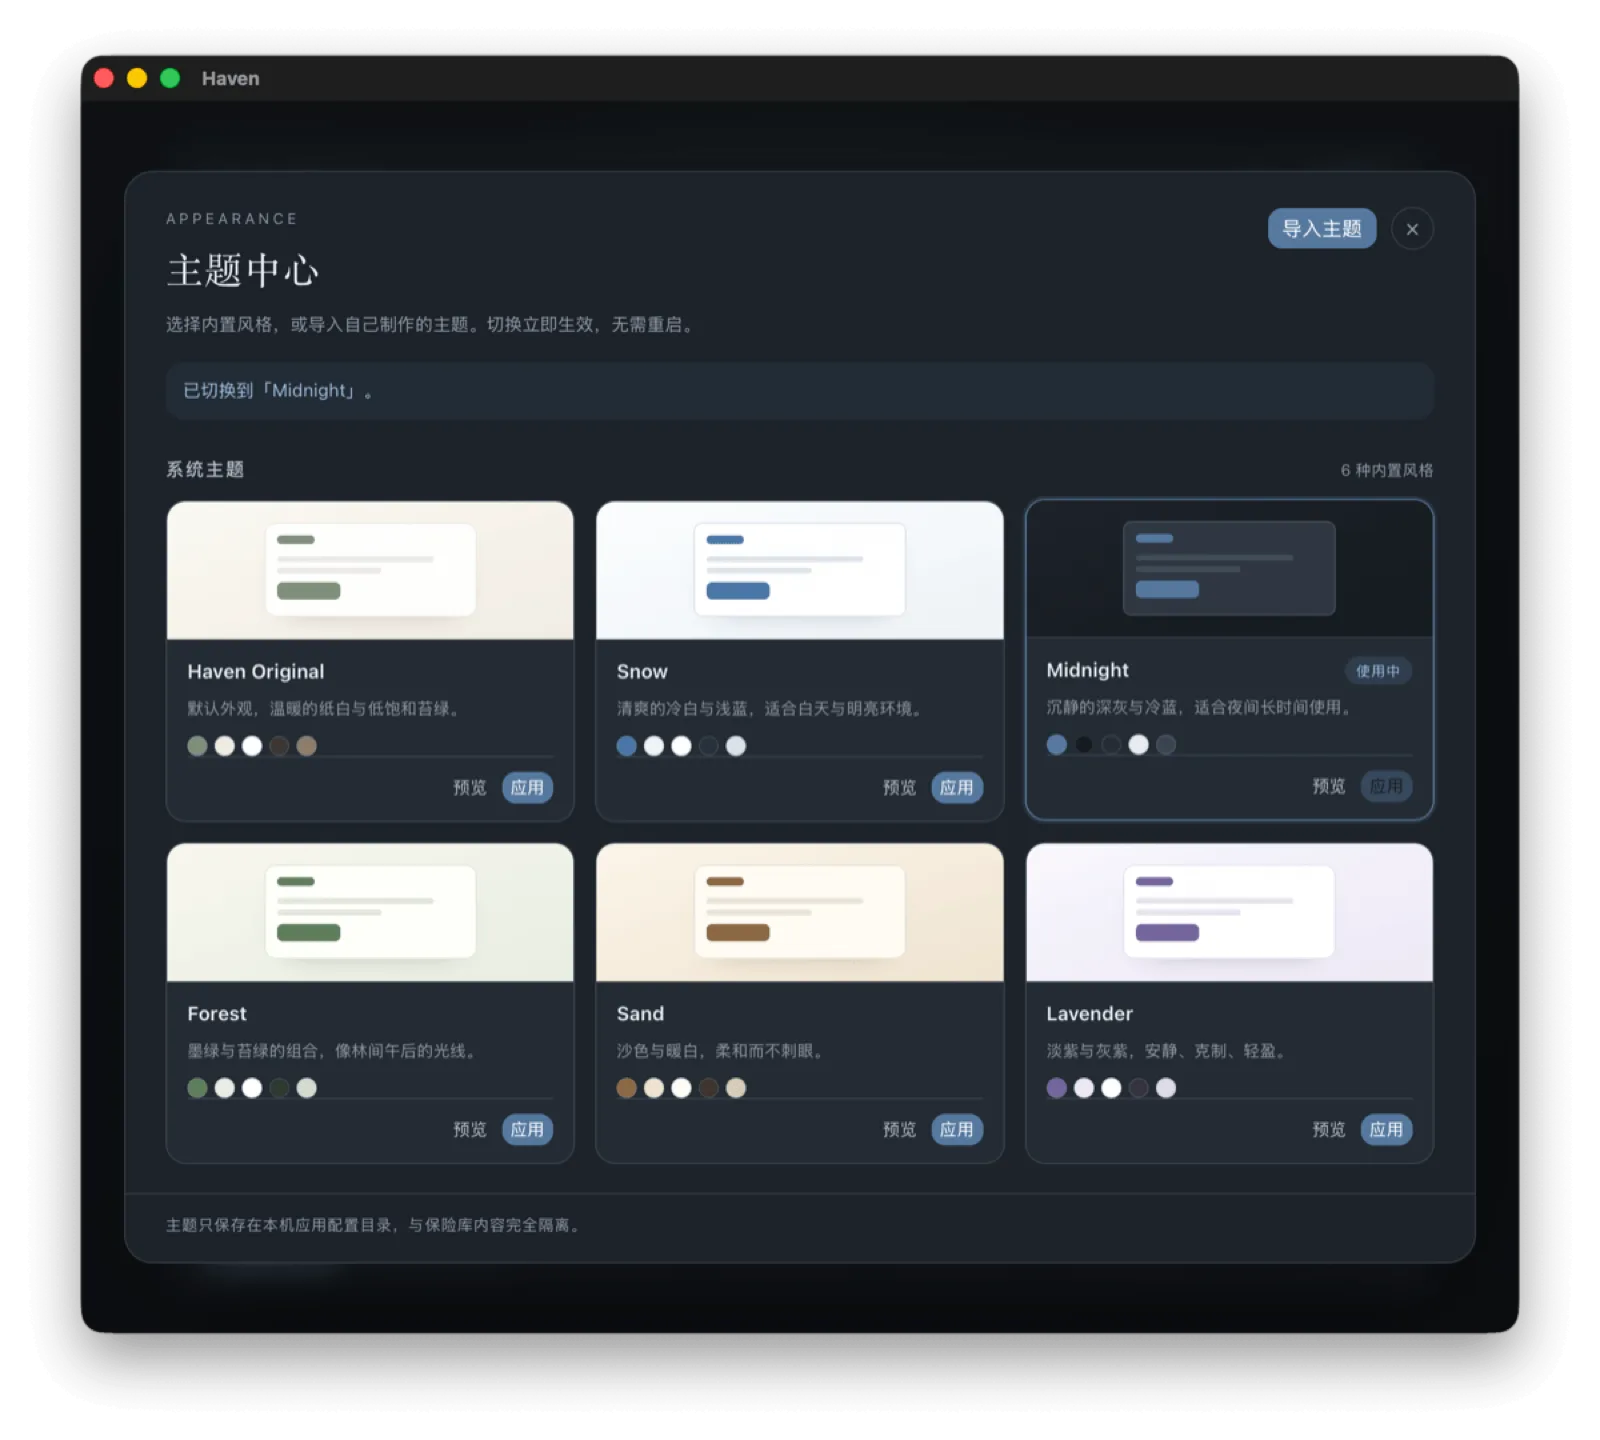 Haven
APPEARANCE
导入主题
主题中心
选择内置风格，或导入自己制作的主题。切换立即生效，无需重启。
已切换到「Midnight」。
系统主题
6 种内置风格
Haven Original
默认外观，温暖的纸白与低饱和苔绿。
预览
应用
Snow
清爽的冷白与浅蓝，适合白天与明亮环境。
预览
应用
Midnight
使用中
沉静的深灰与冷蓝，适合夜间长时间使用。
预览
应用
Forest
墨绿与苔绿的组合，像林间午后的光线。
预览
应用
Sand
沙色与暖白，柔和而不刺眼。
预览
应用
Lavender
淡紫与灰紫，安静、克制、轻盈。
预览
应用
主题只保存在本机应用配置目录，与保险库内容完全隔离。